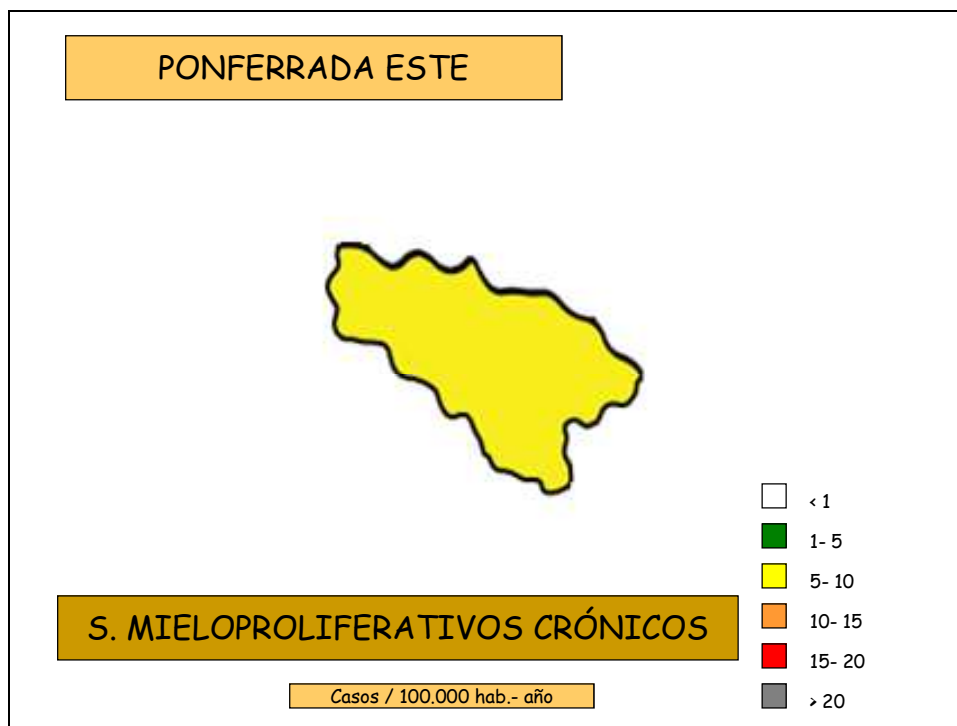 PONFERRADA ESTE
< 1
1- 5
5- 10
10- 15
15- 20
> 20
S. MIELOPROLIFERATIVOS CRÓNICOS
Casos / 100.000 hab.- año